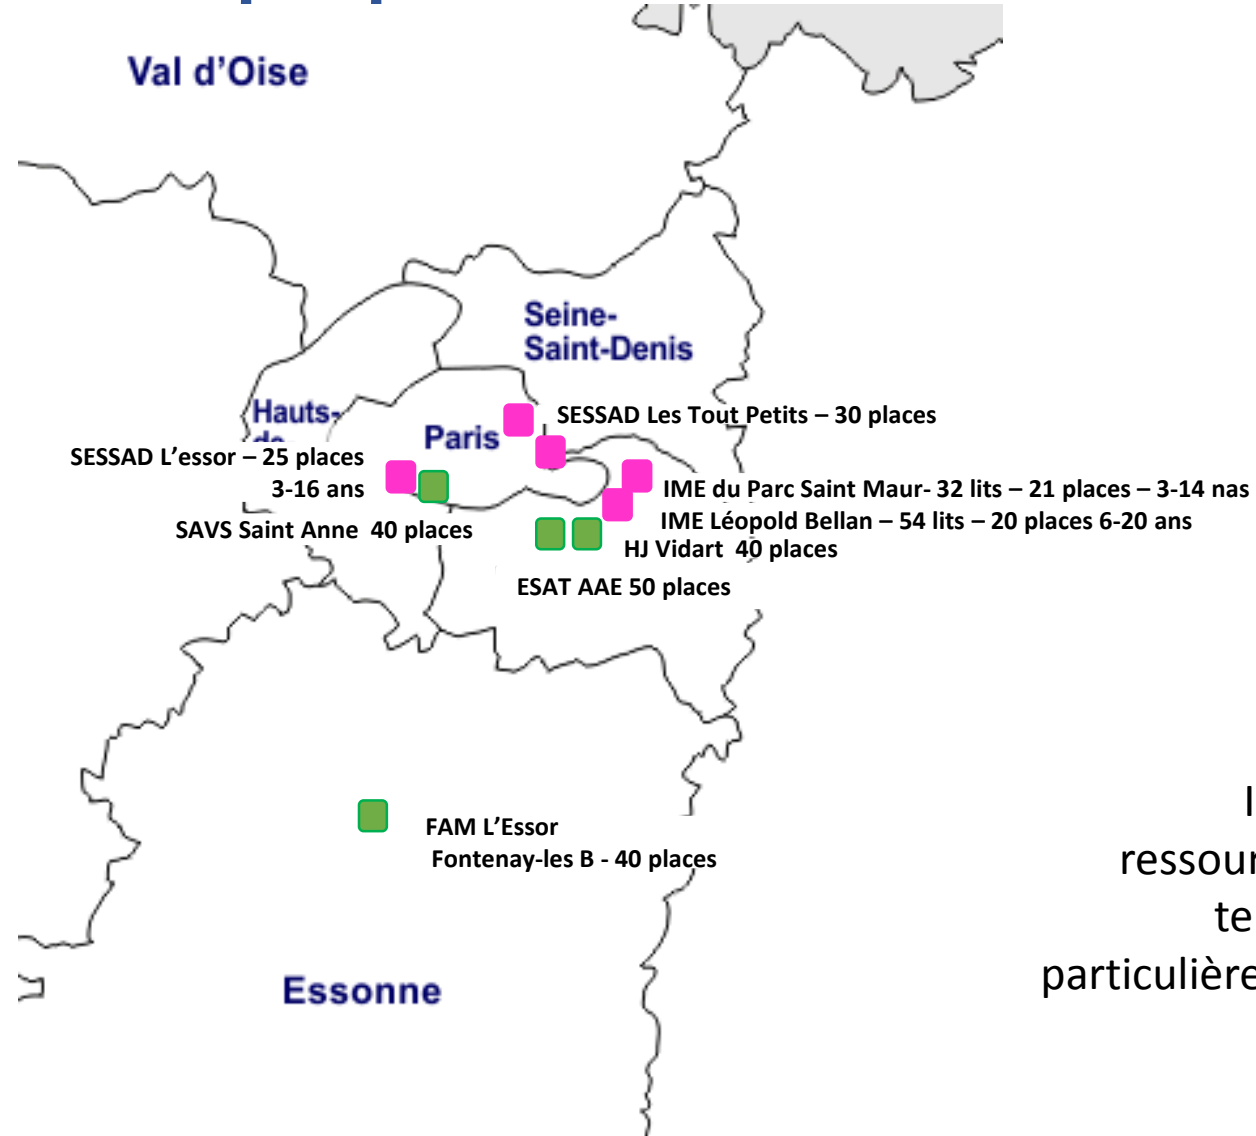 Val d'Oise
Seine-
Saint-Denis
Hauts-
Paris
SESSAD Les Tout Petits – 30 places
SESSAD L'essor – 25 places
3-16 ans
IME du Parc Saint Maur- 32 lits – 21 places – 3-14 nas
IME Léopold Bellan – 54 lits – 20 places 6-20 ans
SAVS Saint Anne 40 places
HJ Vidart 40 places
ESAT AAE 50 places
FAM L'Essor
Fontenay-les B - 40 places
Essonne